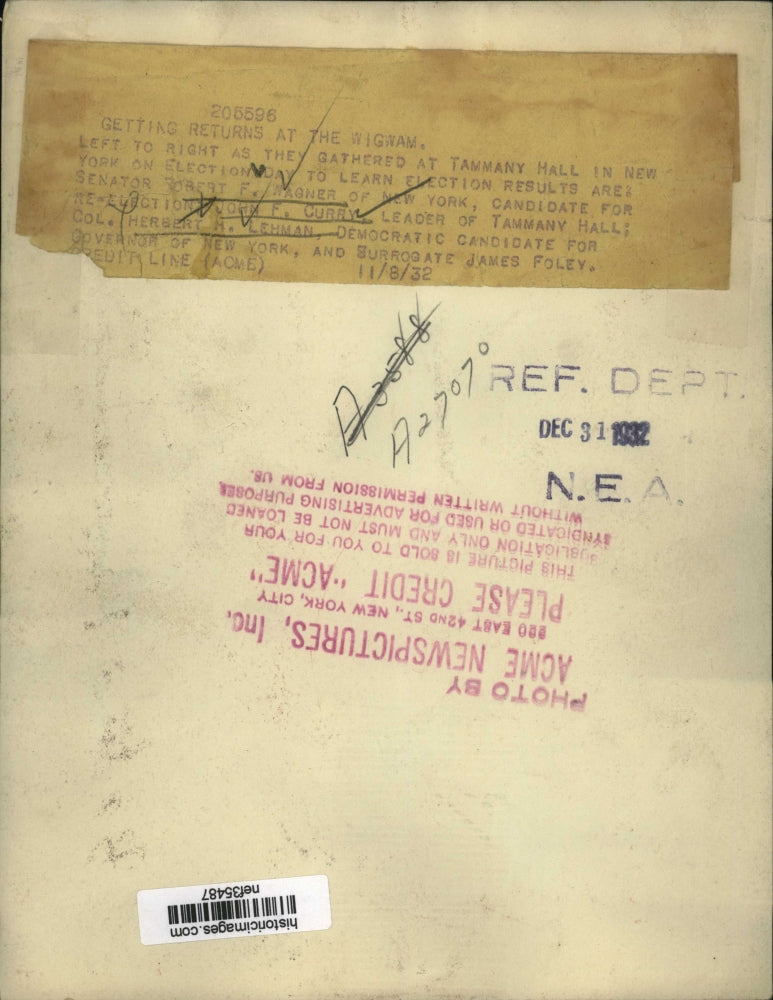 205596
GETTING RETURNS AT THE WIGWAM.
LEFT TO RIGHT AS THEY GATHERED AT TAMMANY HALL IN NEW
YORK ON ELECTION DAY TO LEARN ELECTION RESULTS ARE:
SENATOR ROBERT F. WAGNER OF NEW YORK, CANDIDATE FOR
RE-ELECTION; JOHN F. CURRY, LEADER OF TAMMANY HALL;
COL. HERBERT H. LEHMAN, DEMOCRATIC CANDIDATE FOR
GOVERNOR OF NEW YORK, AND SURROGATE JAMES FOLEY.
CREDIT LINE (ACME) 11/8/32
A27070
REF. DEPT.
DEC 31 1932
N.E.A.
PHOTO BY
ACME NEWSPICTURES, Inc.
220 EAST 42ND ST., NEW YORK, CITY
PLEASE CREDIT "ACME"
THIS PICTURE IS SOLD TO YOU FOR YOUR
PUBLICATION ONLY AND MUST NOT BE LOANED
SYNDICATED OR USED FOR ADVERTISING PURPOSES
WITHOUT WRITTEN PERMISSION FROM US.
historicimages.com
nef35487